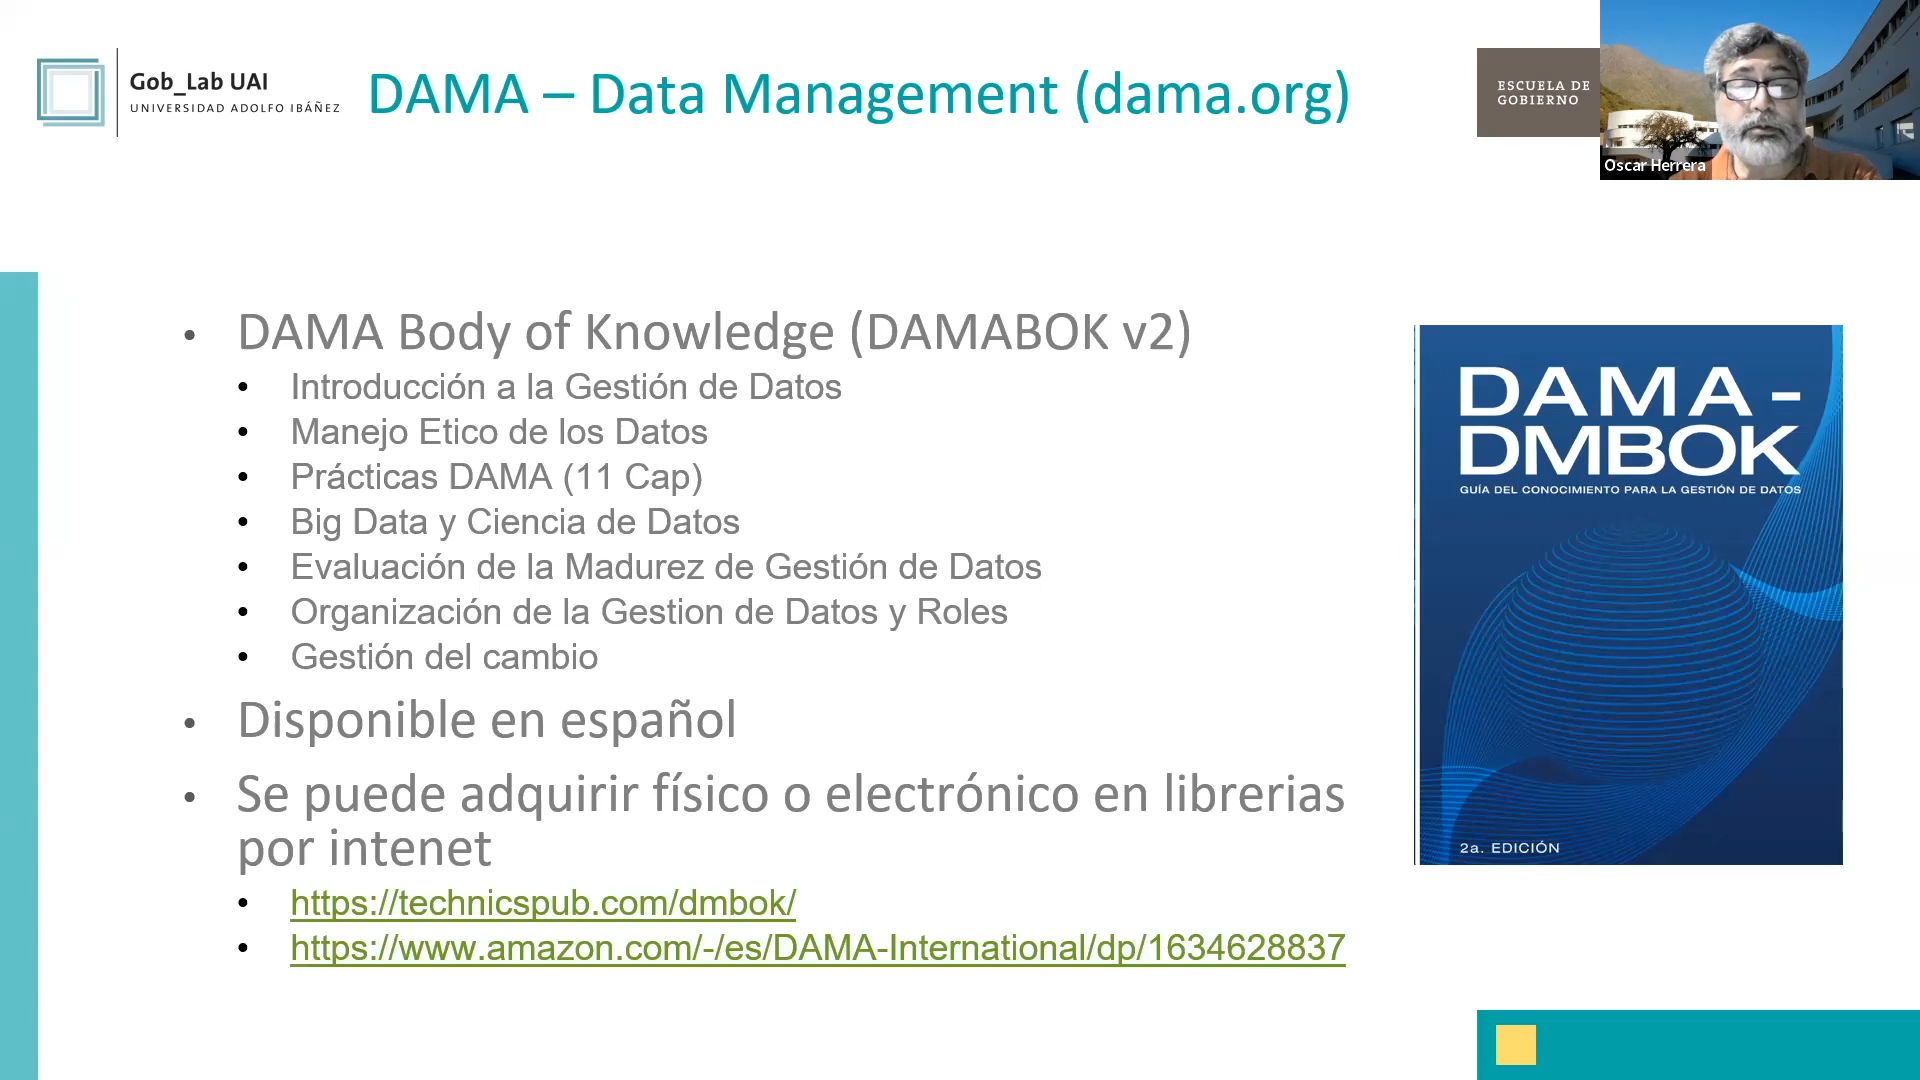 Gob_Lab UAI
UNIVERSIDAD ADOLFO IBÁÑEZ
DAMA – Data Management (dama.org)
ESCUELA DE
GOBIERNO
Oscar Herrera
• DAMA Body of Knowledge (DAMABOK v2)
• Introducción a la Gestión de Datos
• Manejo Etico de los Datos
• Prácticas DAMA (11 Cap)
• Big Data y Ciencia de Datos
• Evaluación de la Madurez de Gestión de Datos
• Organización de la Gestion de Datos y Roles
• Gestión del cambio
• Disponible en español
• Se puede adquirir físico o electrónico en librerias
por intenet
• https://technicspub.com/dmbok/
• https://www.amazon.com/-/es/DAMA-International/dp/1634628837
DAMA-
DMBOK
GUÍA DEL CONOCIMIENTO PARA LA GESTIÓN DE DATOS
2a. EDICIÓN